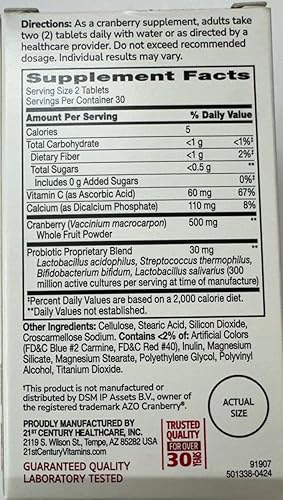 Directions: As a cranberry supplement, adults take
two (2) tablets daily with water or as directed by a
healthcare provider. Do not exceed recommended
dosage. Individual results may vary.
Supplement Facts
Serving Size 2 Tablets
Servings Per Container 30
Amount Per Serving % Daily Value
Calories 5
Total Carbohydrate <1 g <1%‡
Dietary Fiber <1 g 2%‡
Total Sugars <0.5 g **
Includes 0 g Added Sugars 0%‡
Vitamin C (as Ascorbic Acid) 60 mg 67%
Calcium (as Dicalcium Phosphate) 110 mg 8%
Cranberry (Vaccinium macrocarpon) 500 mg **
Whole Fruit Powder
Probiotic Proprietary Blend 30 mg **
Lactobacillus acidophilus, Streptococcus thermophilus,
Bifidobacterium bifidum, Lactobacillus salivarius (300
million active cultures per serving at time of manufacture)
‡Percent Daily Values are based on a 2,000 calorie diet.
**Daily Values not established.
Other Ingredients: Cellulose, Stearic Acid, Silicon Dioxide,
Croscarmellose Sodium. Contains <2% of: Artificial Colors
(FD&C Blue #2 Carmine, FD&C Red #40), Inulin, Magnesium
Silicate, Magnesium Stearate, Polyethylene Glycol, Polyvinyl
Alcohol, Titanium Dioxide.
†This product is not manufactured or
distributed by DSM IP Assets B.V., owner of
the registered trademark AZO Cranberry®.
ACTUAL
SIZE
PROUDLY MANUFACTURED BY
21ST CENTURY HEALTHCARE, INC.
2119 S. Wilson St., Tempe, AZ 85282 USA
21stCenturyVitamins.com
GUARANTEED QUALITY
LABORATORY TESTED
TRUSTED
QUALITY
FOR OVER
30 YRS
91907
501338-0424